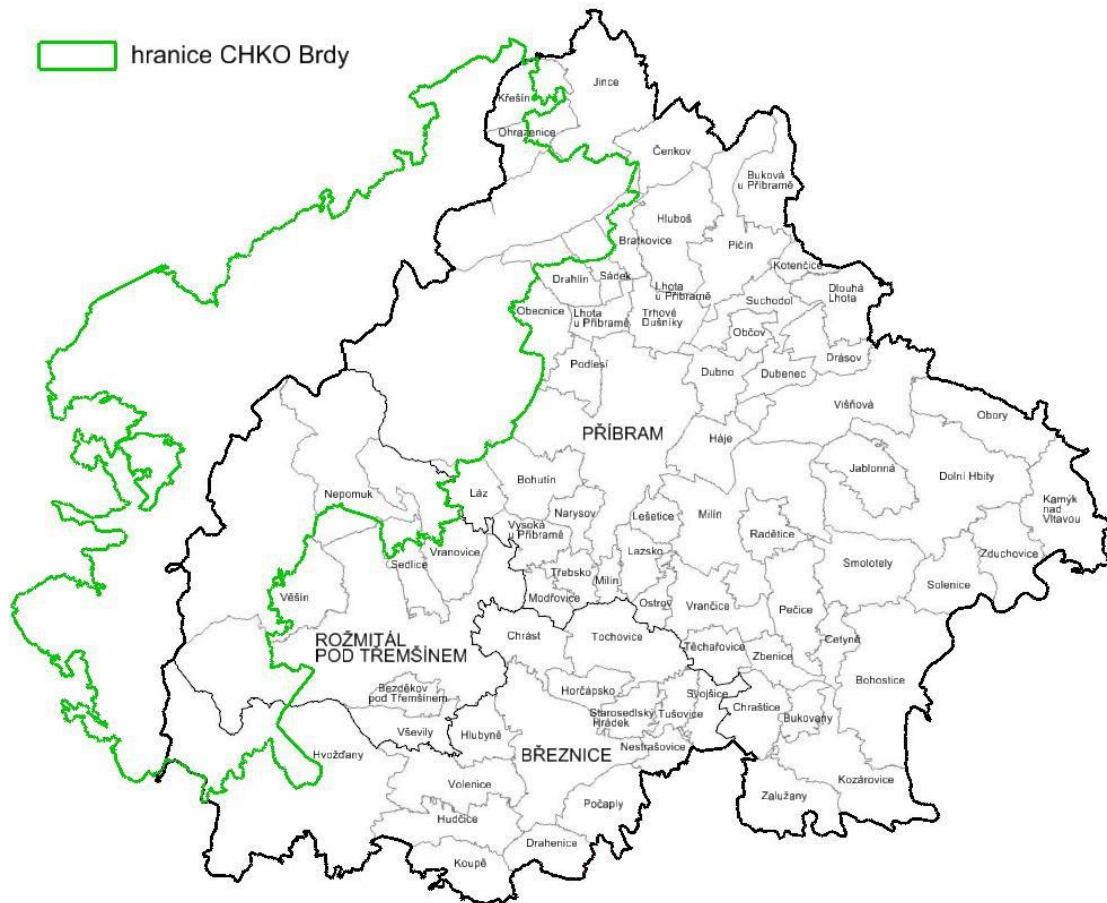 hranice CHKO Brdy
Jince
Křešín
Ohrazenice
Čenkov
Buková
u Příbramě
Hluboš
Bratkovice
Pičín
Kotenčice
Drahlín
Sádek
Lhota
u Příbramě
Suchodol
Dlouhá
Lhota
Obecnice
Lhota
u Příbramě
Trhové
Dušníky
Občov
Drásov
Podlesí
Dubno
Dubenec
Višňová
Obory
PŘÍBRAM
Háje
Jablonná
Dolní Hbity
Nepomuk
Láz
Bohutín
Kamýk
nad
Vltavou
Narysov
Lešetice
Milín
Vysoká
u Příbramě
Radětice
Vranovice
Lazsko
Zduchovice
Sedlice
Smolotely
Třebsko
Milín
Solenice
Věšín
Modřovice
Ostrov
Vrančice
Pečice
ROŽMITÁL
POD TŘEMŠÍNEM
Chrást
Tochovice
Těchařovice
Cetyně
Zbenice
Bohostice
Bezděkov
pod Třemšínem
Horčápsko
Svojšice
Chraštice
Starosedlský
Hrádek
Tušovice
Bukovany
Vševily
Hlubyně
Hvožďany
BŘEZNICE
Nestrašovice
Volenice
Kozárovice
Počaply
Zalužany
Hudčice
Drahenice
Koupě